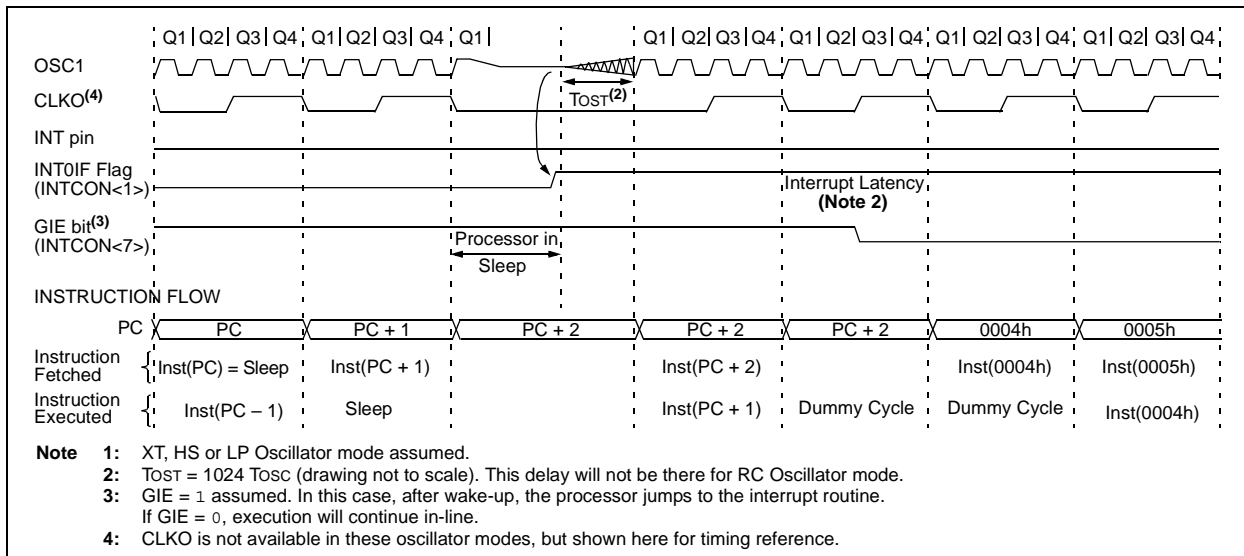 Q1 Q2 Q3 Q4 Q1 Q2 Q3 Q4 Q1 Q1 Q2 Q3 Q4 Q1 Q2 Q3 Q4 Q1 Q2 Q3 Q4 Q1 Q2 Q3 Q4
OSC1
CLKO(4)
TOST(2)
INT pin
INT0IF Flag
(INTCON<1>)
Interrupt Latency
(Note 2)
GIE bit(3)
(INTCON<7>)
Processor in
Sleep
INSTRUCTION FLOW
PC PC PC + 1 PC + 2 PC + 2 PC + 2 0004h 0005h
Instruction
Fetched
Inst(PC) = Sleep Inst(PC + 1) Inst(PC + 2) Inst(0004h) Inst(0005h)
Instruction
Executed
Inst(PC – 1) Sleep Inst(PC + 1) Dummy Cycle Dummy Cycle Inst(0004h)
Note 1: XT, HS or LP Oscillator mode assumed.
2: TOST = 1024 TOSC (drawing not to scale). This delay will not be there for RC Oscillator mode.
3: GIE = 1 assumed. In this case, after wake-up, the processor jumps to the interrupt routine.
If GIE = 0, execution will continue in-line.
4: CLKO is not available in these oscillator modes, but shown here for timing reference.